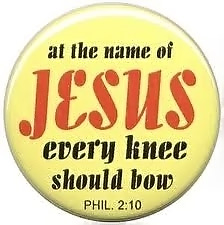 at the name of
JESUS
every knee
should bow
PHIL. 2:10